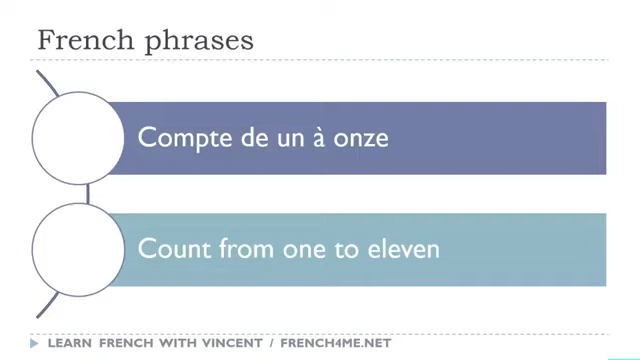 French phrases
Compte de un à onze
Count from one to eleven
LEARN FRENCH WITH VINCENT / FRENCH4ME.NET